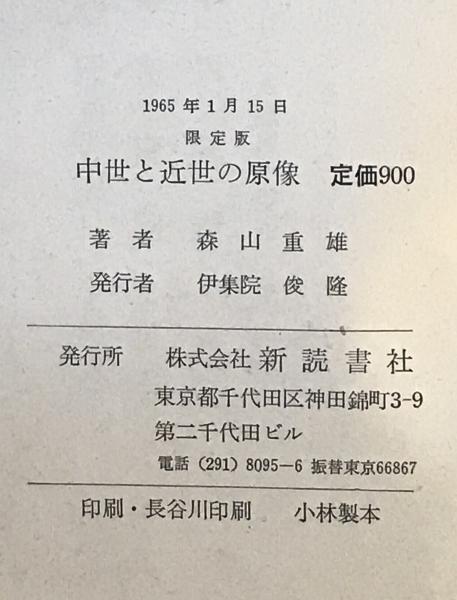 1965年1月15日
限定版
中世と近世の原像 定価900
著者 森山重雄
発行者 伊集院俊隆
発行所 株式会社 新読書社
東京都千代田区神田錦町3-9
第二千代田ビル
電話 (291) 8095-6 振替東京66867
印刷・長谷川印刷 小林製本